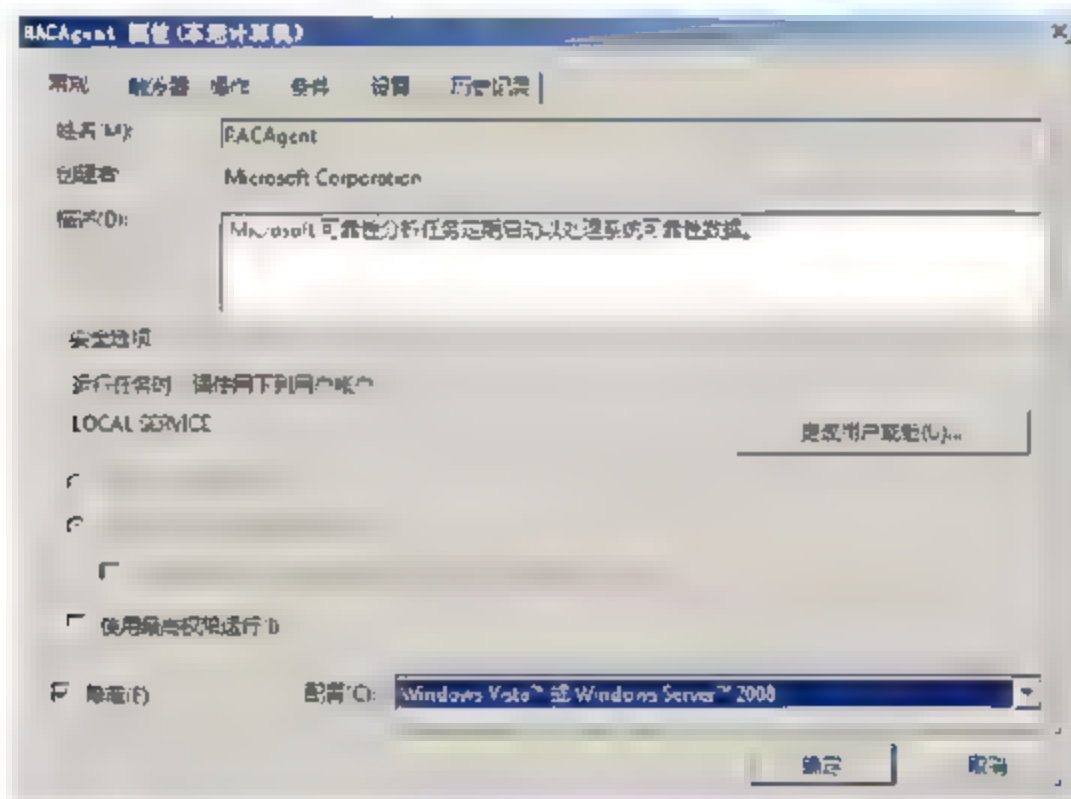 RACAgent 属性(本地计算机)
常规 触发器 操作 条件 设置 历史记录
姓名(M): RACAgent
创建者: Microsoft Corporation
描述(D): Microsoft 可靠性分析任务定期自动以处理系统可靠性数据。
安全选项
运行任务时，请使用下列用户帐户
LOCAL SERVICE 更改用户或组(U)...
使用最高权限运行(I)
隐藏(E) 配置(C): Windows Vista™ 或 Windows Server™ 2008
确定 取消